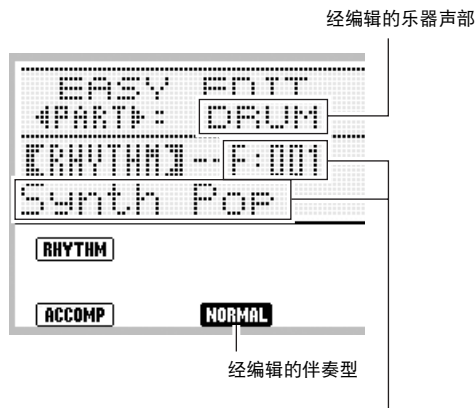 经编辑的乐器声部
EASY EDIT
◀PART▶: DRUM
【RHYTHM】--F:001
Synth Pop
RHYTHM
ACCOMP NORMAL
经编辑的伴奏型